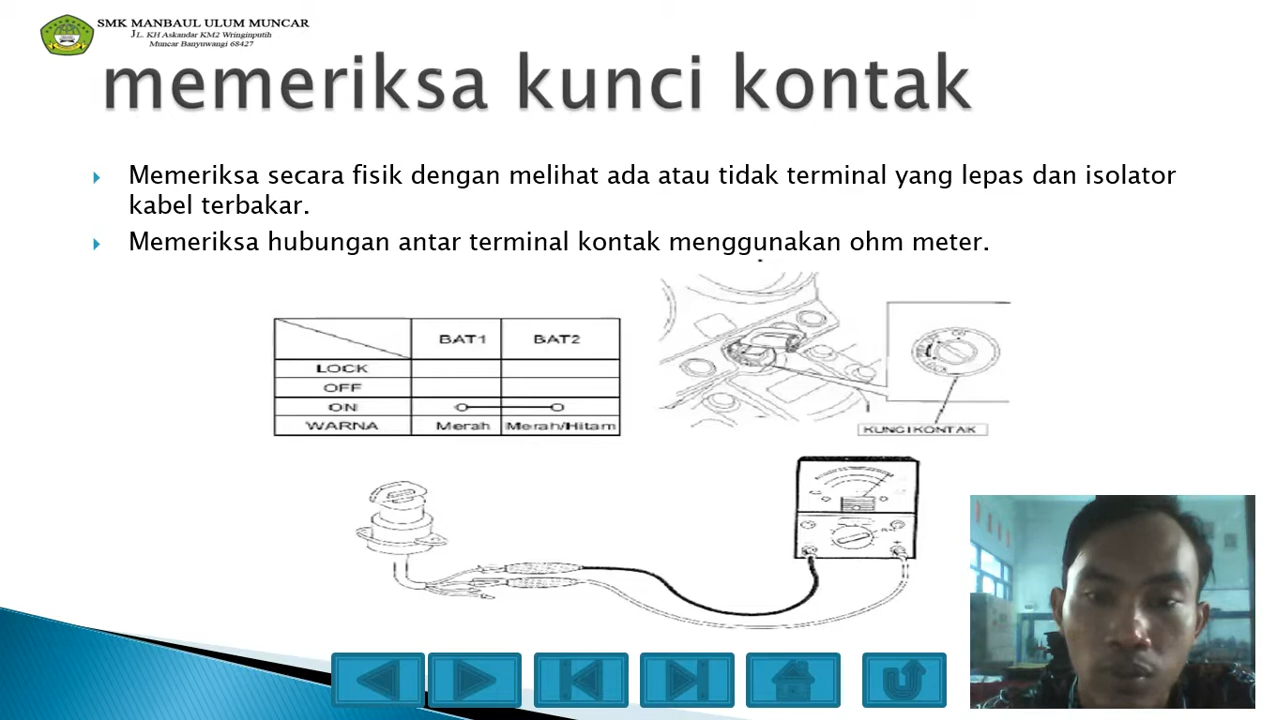 SMK MANBAUL ULUM MUNCAR
JL. KH Askandar KM2 Wringinputih
Muncar Banyuwangi 68427
memeriksa kunci kontak
Memeriksa secara fisik dengan melihat ada atau tidak terminal yang lepas dan isolator
kabel terbakar.
Memeriksa hubungan antar terminal kontak menggunakan ohm meter.
BAT1 BAT2
LOCK
OFF
ON
WARNA Merah Merah/Hitam
KUNCI KONTAK